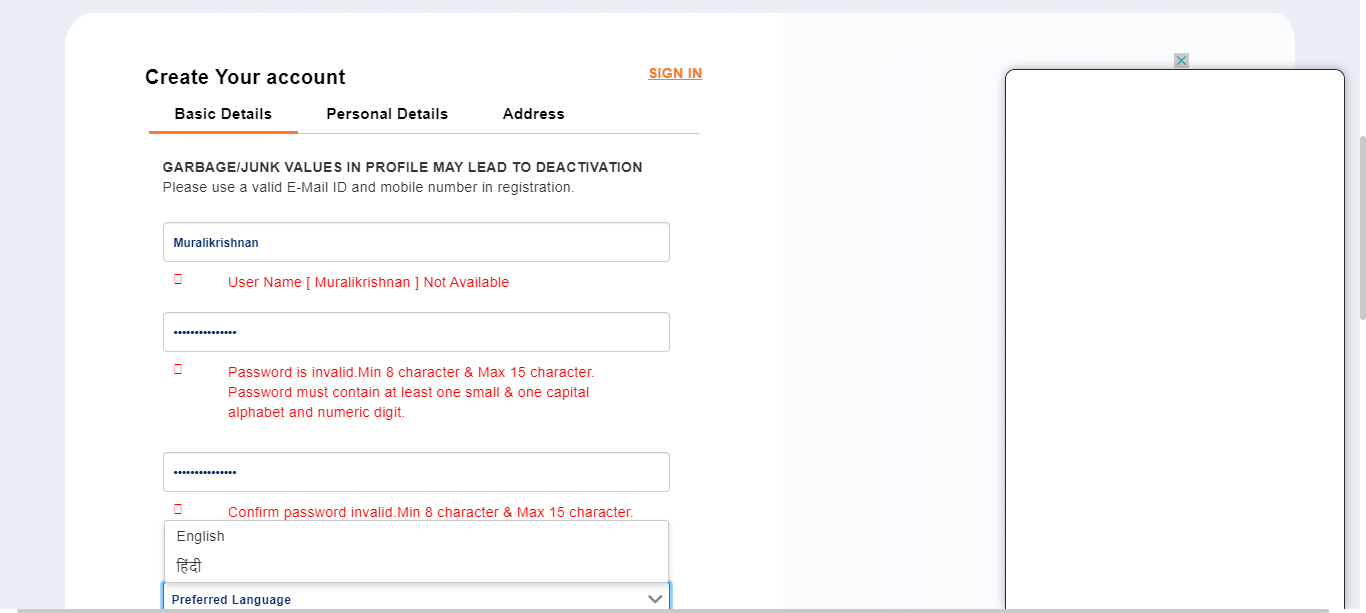 Create Your account
SIGN IN
Basic Details
Personal Details
Address
GARBAGE/JUNK VALUES IN PROFILE MAY LEAD TO DEACTIVATION
Please use a valid E-Mail ID and mobile number in registration.
Muralikrishnan
User Name [ Muralikrishnan ] Not Available
•••••••••••••••
Password is invalid.Min 8 character & Max 15 character.
Password must contain at least one small & one capital
alphabet and numeric digit.
•••••••••••••••
Confirm password invalid.Min 8 character & Max 15 character.
English
हिंदी
Preferred Language